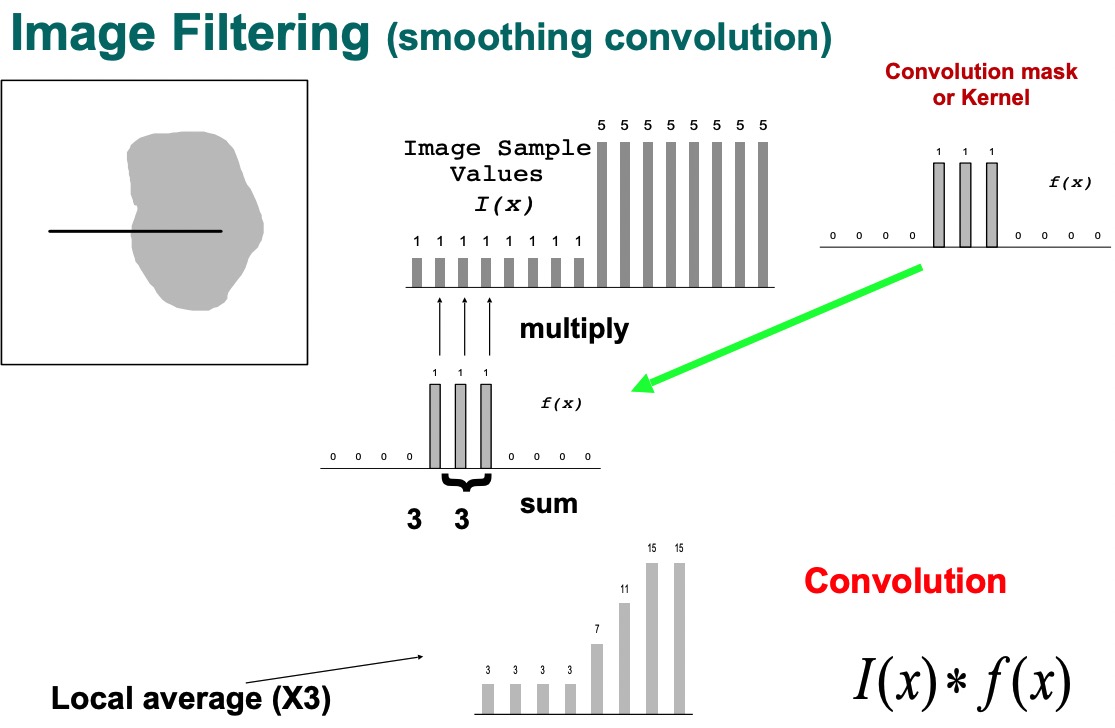 Image Filtering (smoothing convolution)
Convolution mask
or Kernel
5 5 5 5 5 5 5 5
Image Sample
Values
I(x)
1 1 1 1 1 1 1 1
1 1 1
f(x)
0 0 0 0 0 0 0 0
multiply
1 1 1
f(x)
0 0 0 0 0 0 0 0
sum
3 3
15 15
11
7
3 3 3 3
Convolution
I(x)*f(x)
Local average (X3)